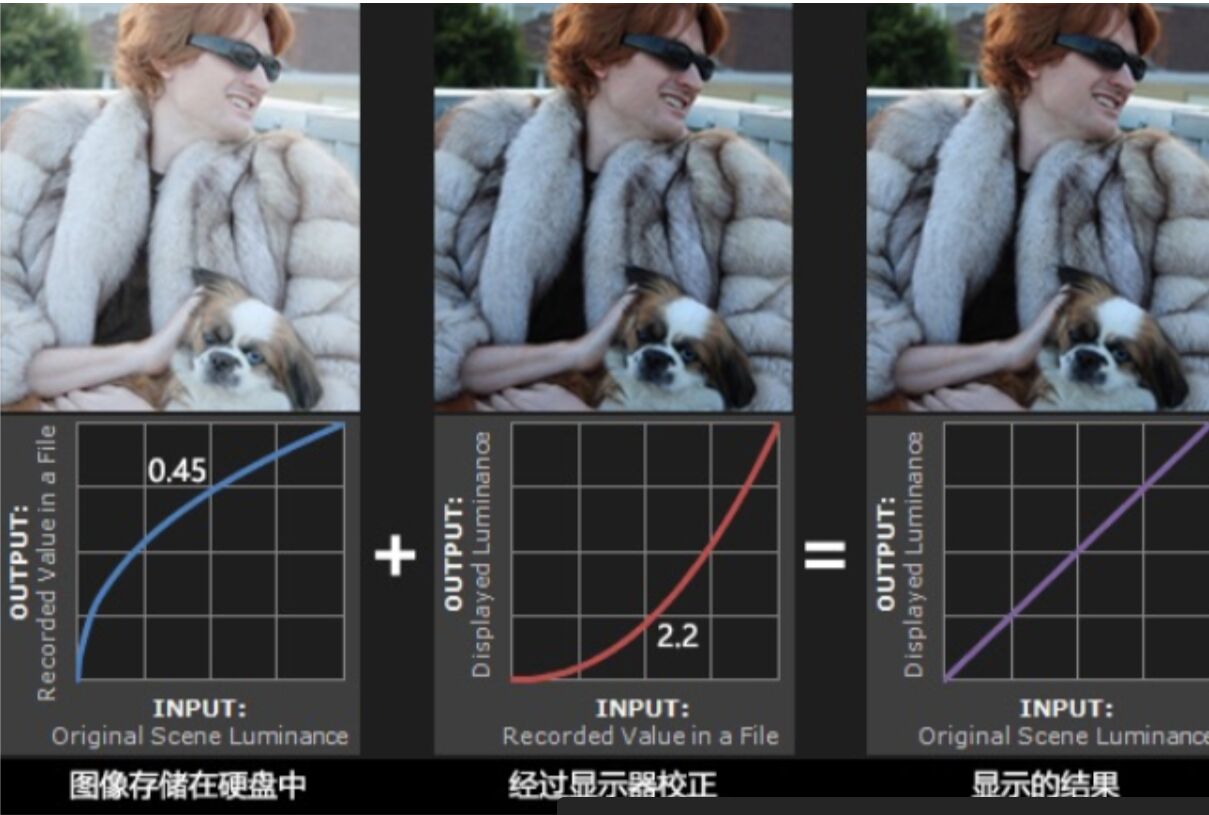 OUTPUT:
Recorded Value in a File
0.45
INPUT:
Original Scene Luminance
图像存储在硬盘中
+
OUTPUT:
Displayed Luminance
2.2
INPUT:
Recorded Value in a File
经过显示器校正
=
OUTPUT:
Displayed Luminance
INPUT:
Original Scene Luminance
显示的结果